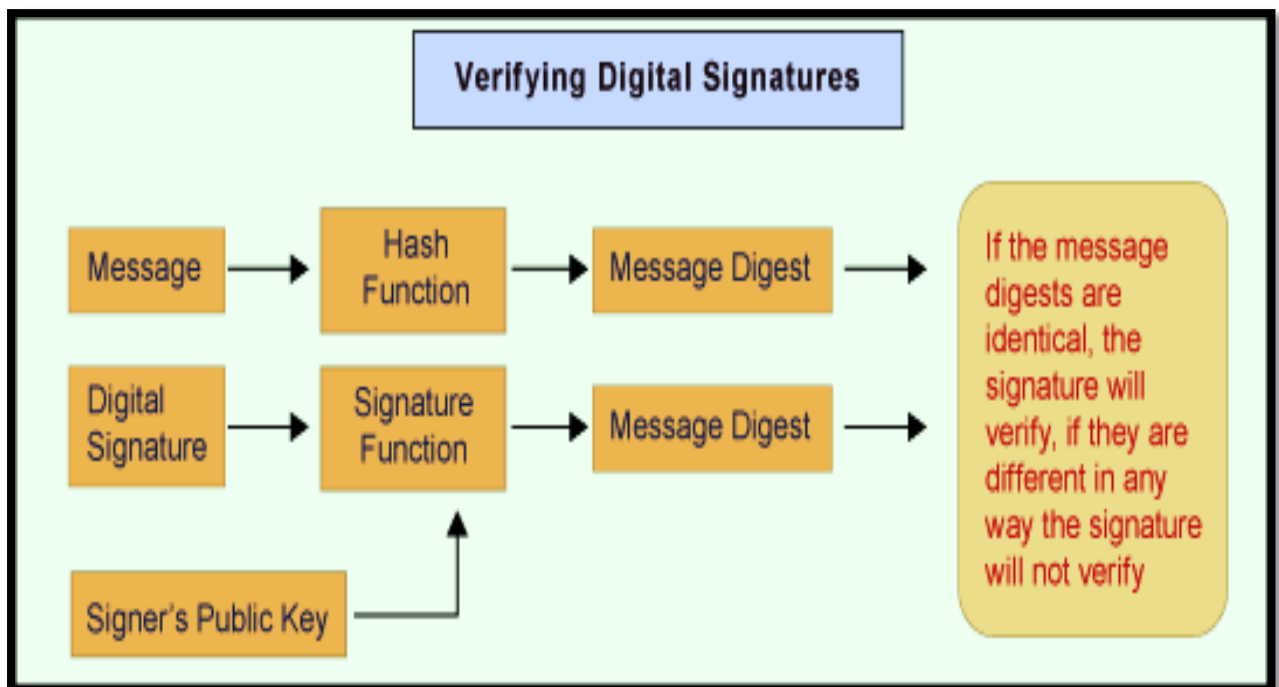 Verifying Digital Signatures
Message
Hash
Function
Message Digest
Digital
Signature
Signature
Function
Message Digest
Signer's Public Key
If the message
digests are
identical, the
signature will
verify, if they are
different in any
way the signature
will not verify